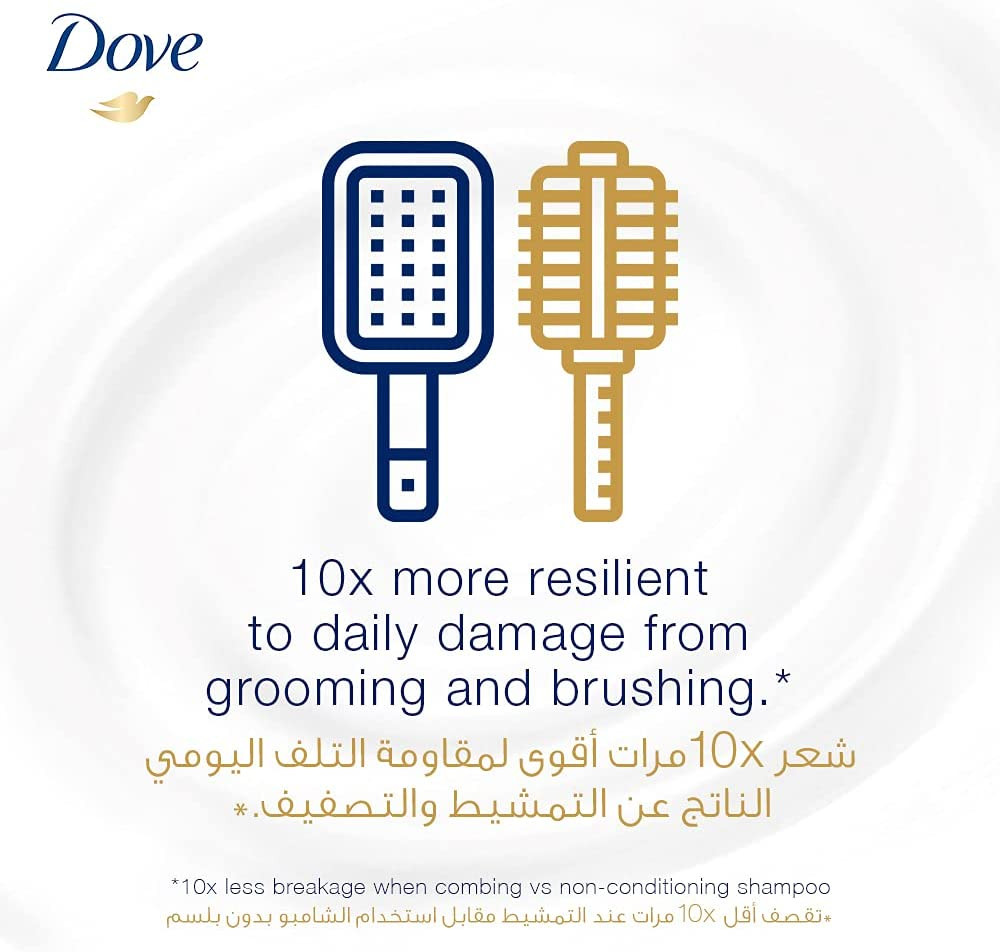 Dove
10x more resilient
to daily damage from
grooming and brushing.*
شعر 10x مرات أقوى لمقاومة التلف اليومي
الناتج عن التمشيط والتصفيف.*
*10x less breakage when combing vs non-conditioning shampoo
*تقصف أقل 10x مرات عند التمشيط مقابل استخدام الشامبو بدون بلسم